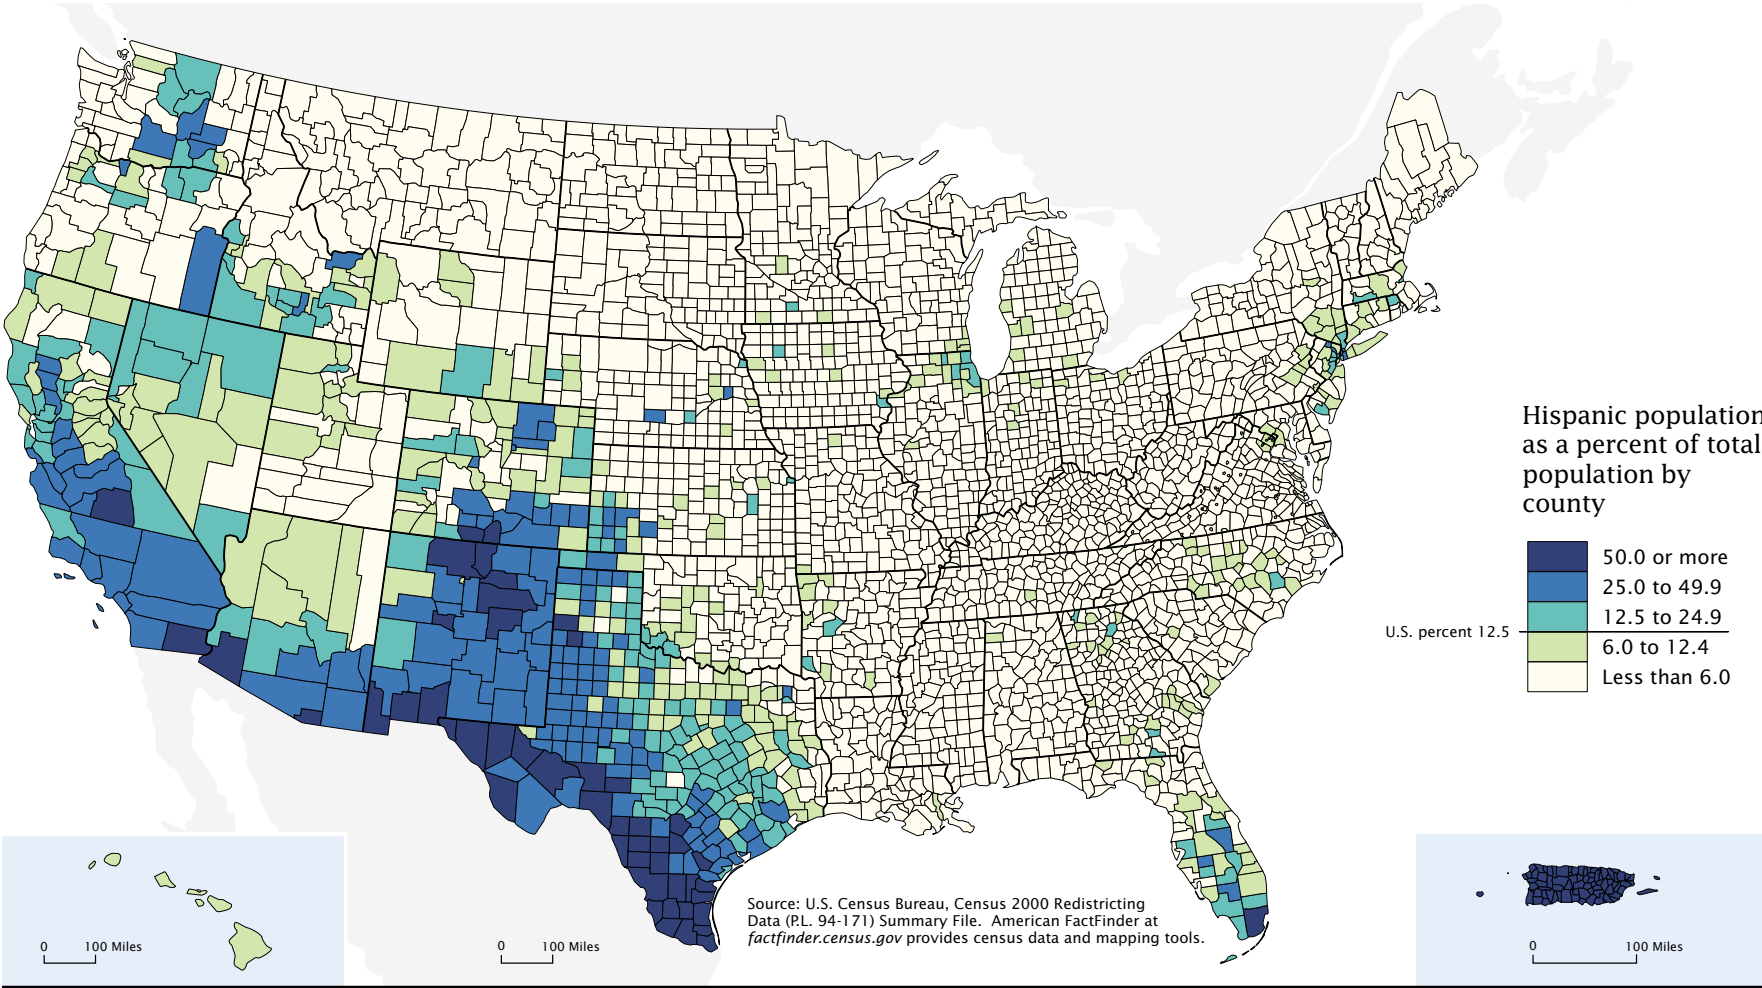 Hispanic population
as a percent of total
population by
county
50.0 or more
25.0 to 49.9
12.5 to 24.9
U.S. percent 12.5
6.0 to 12.4
Less than 6.0
Source: U.S. Census Bureau, Census 2000 Redistricting
Data (P.L. 94-171) Summary File. American FactFinder at
factfinder.census.gov provides census data and mapping tools.
0 100 Miles
0 100 Miles
0 100 Miles